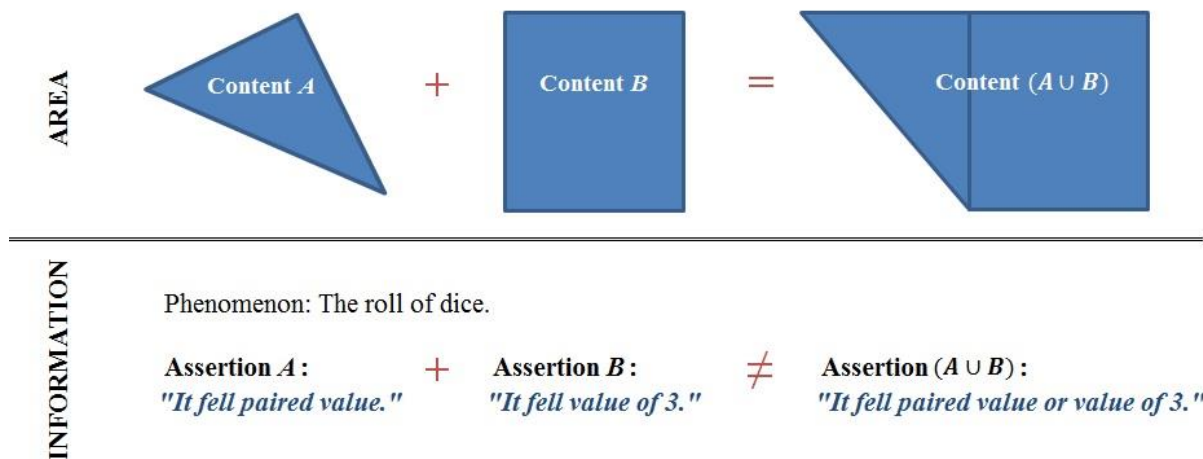 AREA
Content A
+
Content B
=
Content (A ∪ B)
INFORMATION
Phenomenon: The roll of dice.
Assertion A: + Assertion B: ≠ Assertion (A ∪ B):
"It fell paired value." "It fell value of 3." "It fell paired value or value of 3."